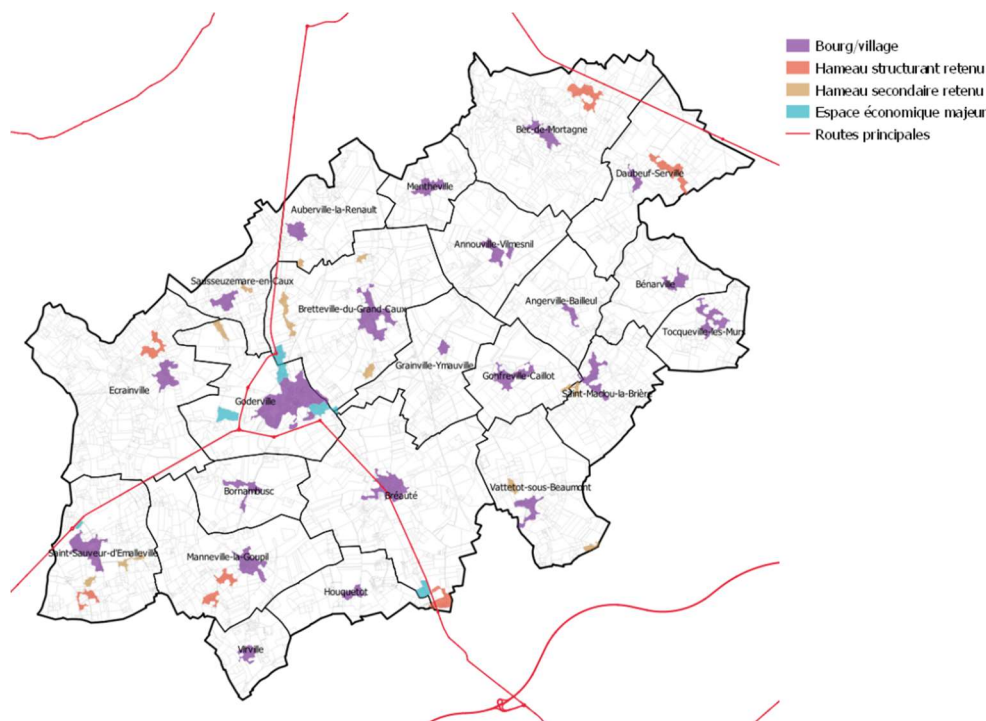 Bourg/village
Hameau structurant retenu
Hameau secondaire retenu
Espace économique majeur
Routes principales
Bec-de-Mortagne
Daubeuf-Serville
Mentheville
Auberville-la-Renault
Annouville-Vilmesnil
Sausseuzemare-en-Caux
Bénarville
Angerville-Bailleul
Bretteville-du-Grand-Caux
Tocqueville-les-Murs
Grainville-Ymauville
Gonfreville-Caillot
Ecrainville
Saint-Maclou-la-Brière
Goderville
Vattetot-sous-Beaumont
Bornambusc
Bréauté
Saint-Sauveur-d'Emalleville
Manneville-la-Goupil
Houquetot
Virville